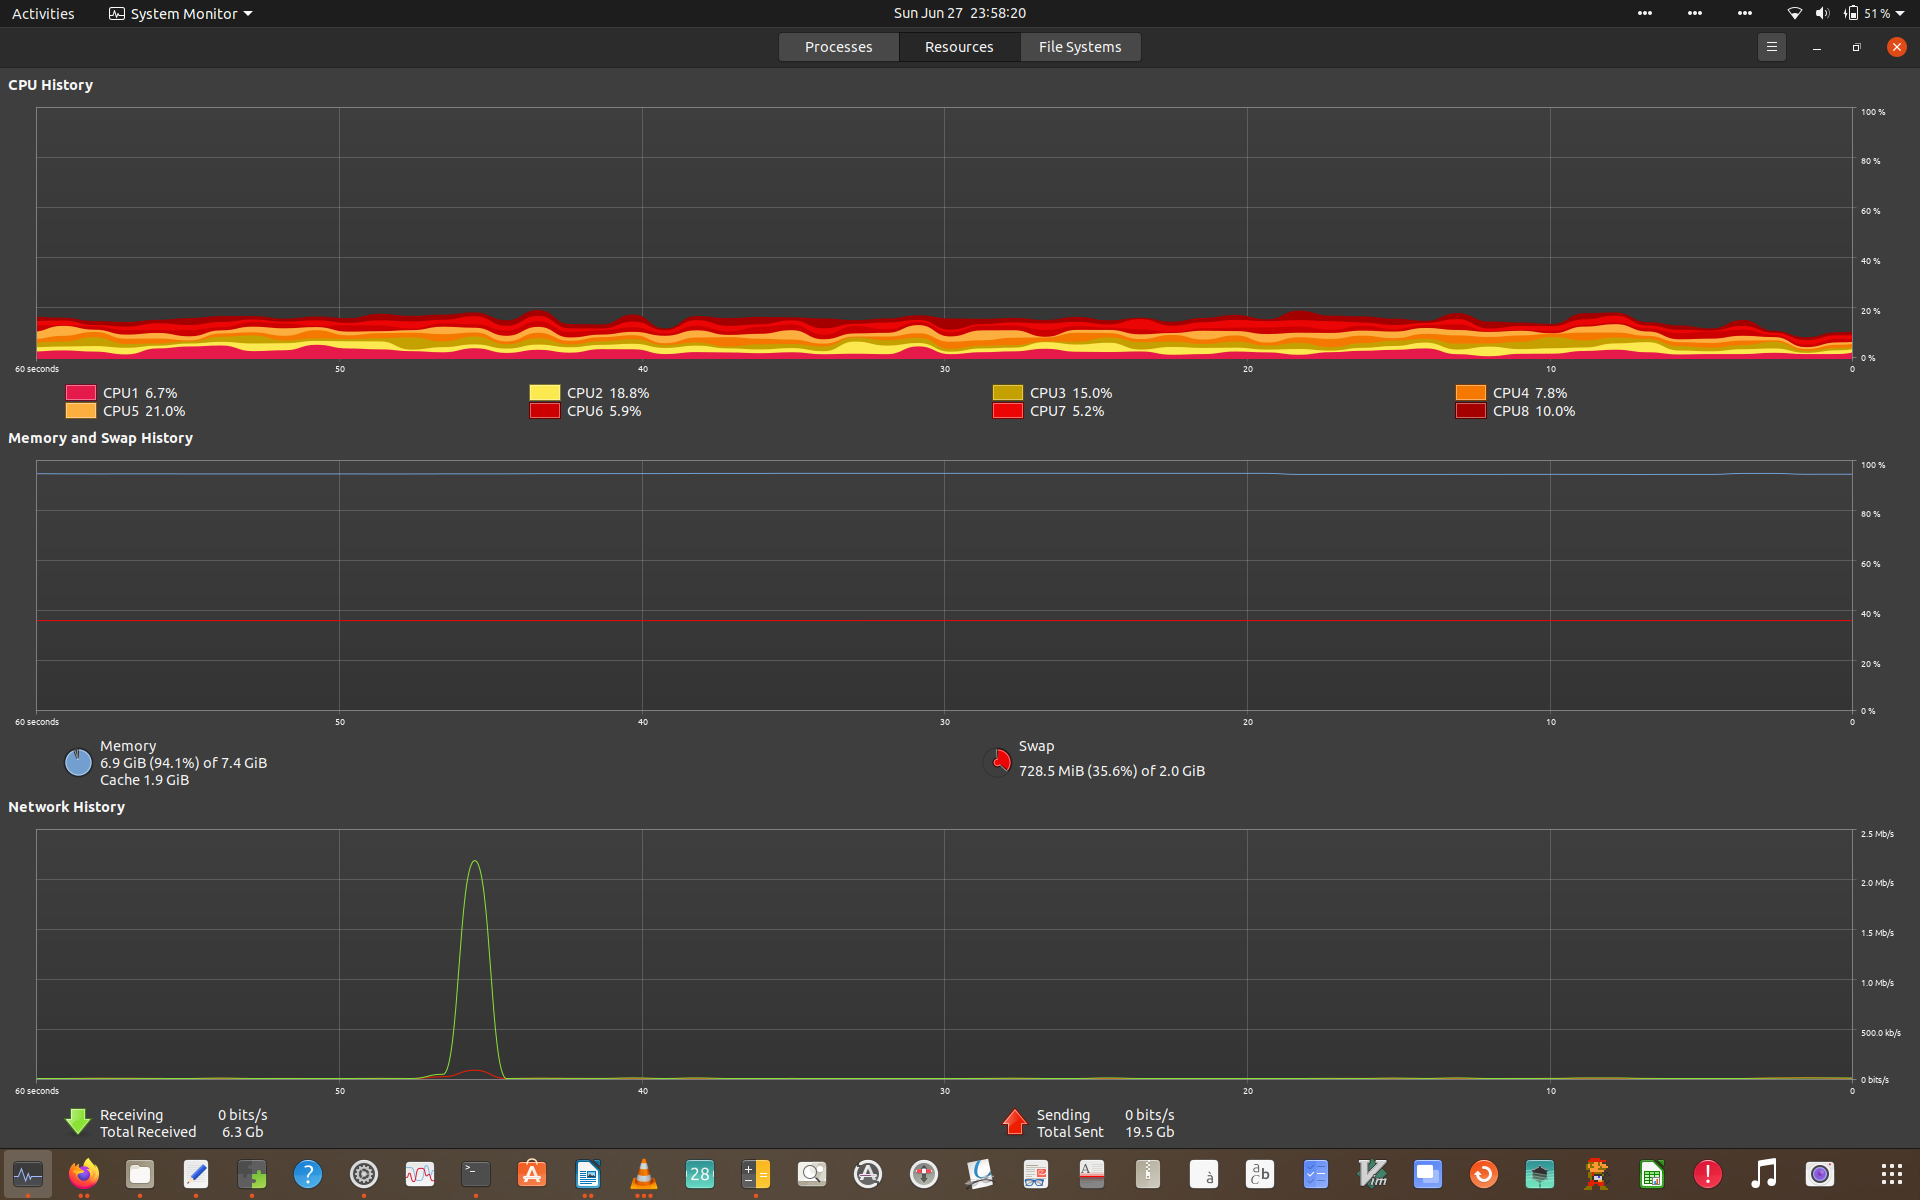 Activities System Monitor Sun Jun 27 23:58:20 51 %
Processes Resources File Systems
CPU History
100 %
80 %
60 %
40 %
20 %
0 %
60 seconds 50 40 30 20 10 0
CPU1 6.7% CPU2 18.8% CPU3 15.0% CPU4 7.8%
CPU5 21.0% CPU6 5.9% CPU7 5.2% CPU8 10.0%
Memory and Swap History
100 %
80 %
60 %
40 %
20 %
0 %
60 seconds 50 40 30 20 10 0
Memory
6.9 GiB (94.1%) of 7.4 GiB
Cache 1.9 GiB
Swap
728.5 MiB (35.6%) of 2.0 GiB
Network History
2.5 Mb/s
2.0 Mb/s
1.5 Mb/s
1.0 Mb/s
500.0 kb/s
0 bits/s
60 seconds 50 40 30 20 10 0
Receiving 0 bits/s
Total Received 6.3 Gb
Sending 0 bits/s
Total Sent 19.5 Gb
28
à
a b c
Vim